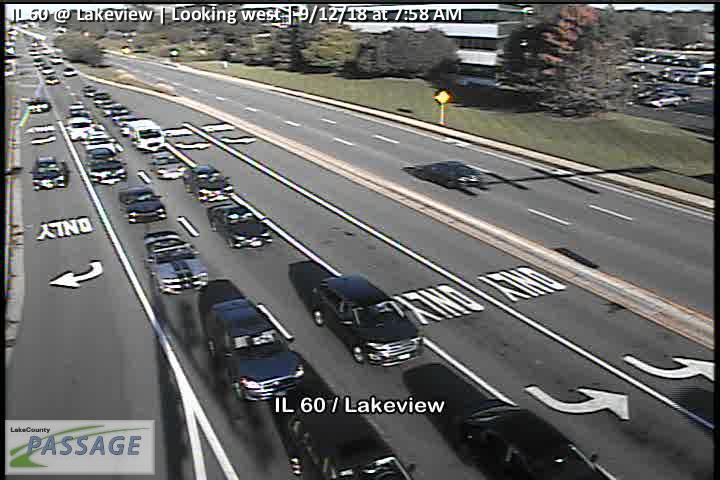 IL 60 @ Lakeview | Looking west | 9/12/18 at 7:58 AM
ONLY
ONLY ONLY
IL 60 / Lakeview
LakeCounty
PASSAGE